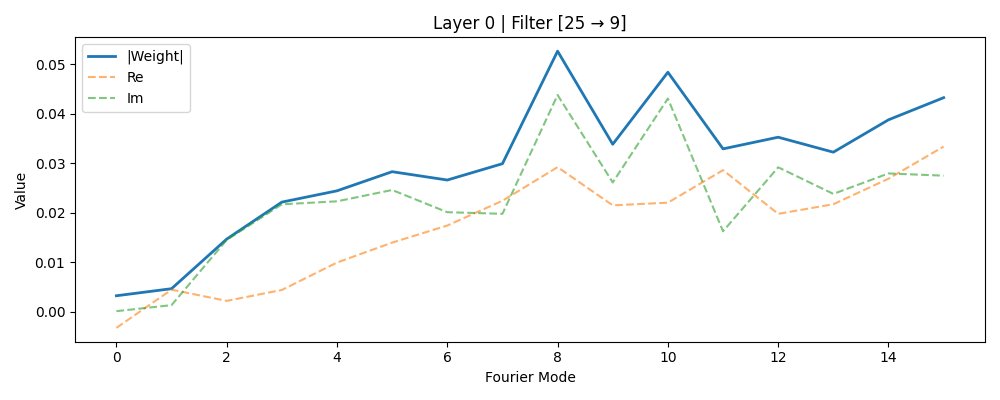 Layer 0 | Filter [25 → 9]
|Weight|
Re
Im
0.05
0.04
0.03
0.02
0.01
0.00
Value
0 2 4 6 8 10 12 14
Fourier Mode